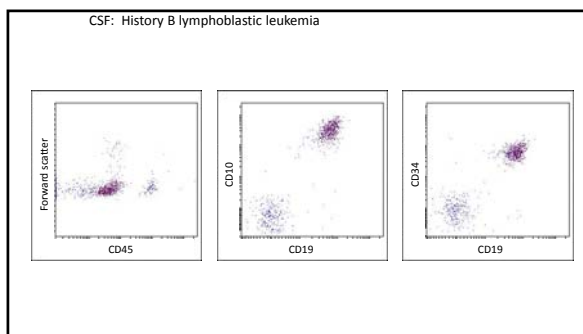 CSF: History B lymphoblastic leukemia
Forward scatter
CD45
CD10
CD19
CD34
CD19